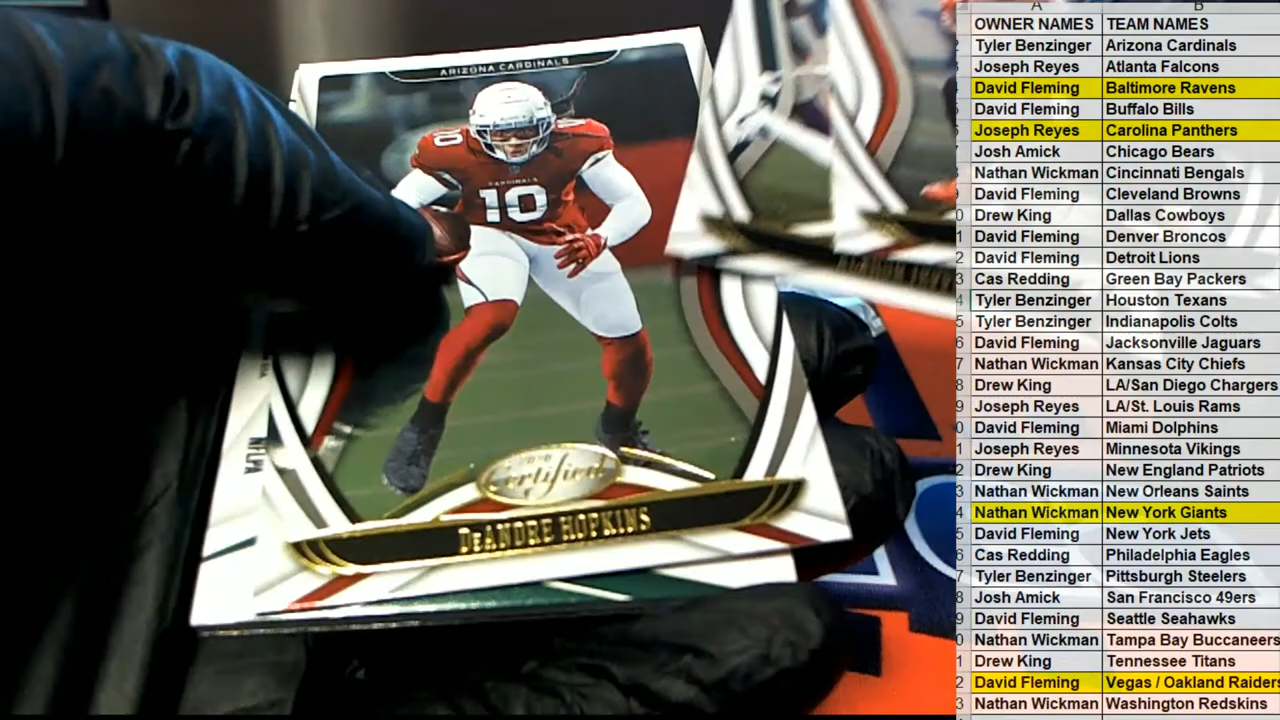 ARIZONA CARDINALS
10
CARDINALS
10
Certified
DeANDRE HOPKINS
NFLPA
A B
OWNER NAMES TEAM NAMES
Tyler Benzinger Arizona Cardinals
Joseph Reyes Atlanta Falcons
David Fleming Baltimore Ravens
David Fleming Buffalo Bills
Joseph Reyes Carolina Panthers
Josh Amick Chicago Bears
Nathan Wickman Cincinnati Bengals
David Fleming Cleveland Browns
Drew King Dallas Cowboys
David Fleming Denver Broncos
David Fleming Detroit Lions
Cas Redding Green Bay Packers
Tyler Benzinger Houston Texans
Tyler Benzinger Indianapolis Colts
David Fleming Jacksonville Jaguars
Nathan Wickman Kansas City Chiefs
Drew King LA/San Diego Chargers
Joseph Reyes LA/St. Louis Rams
David Fleming Miami Dolphins
Joseph Reyes Minnesota Vikings
Drew King New England Patriots
Nathan Wickman New Orleans Saints
Nathan Wickman New York Giants
David Fleming New York Jets
Cas Redding Philadelphia Eagles
Tyler Benzinger Pittsburgh Steelers
Josh Amick San Francisco 49ers
David Fleming Seattle Seahawks
Nathan Wickman Tampa Bay Buccaneers
Drew King Tennessee Titans
David Fleming Vegas / Oakland Raiders
Nathan Wickman Washington Redskins